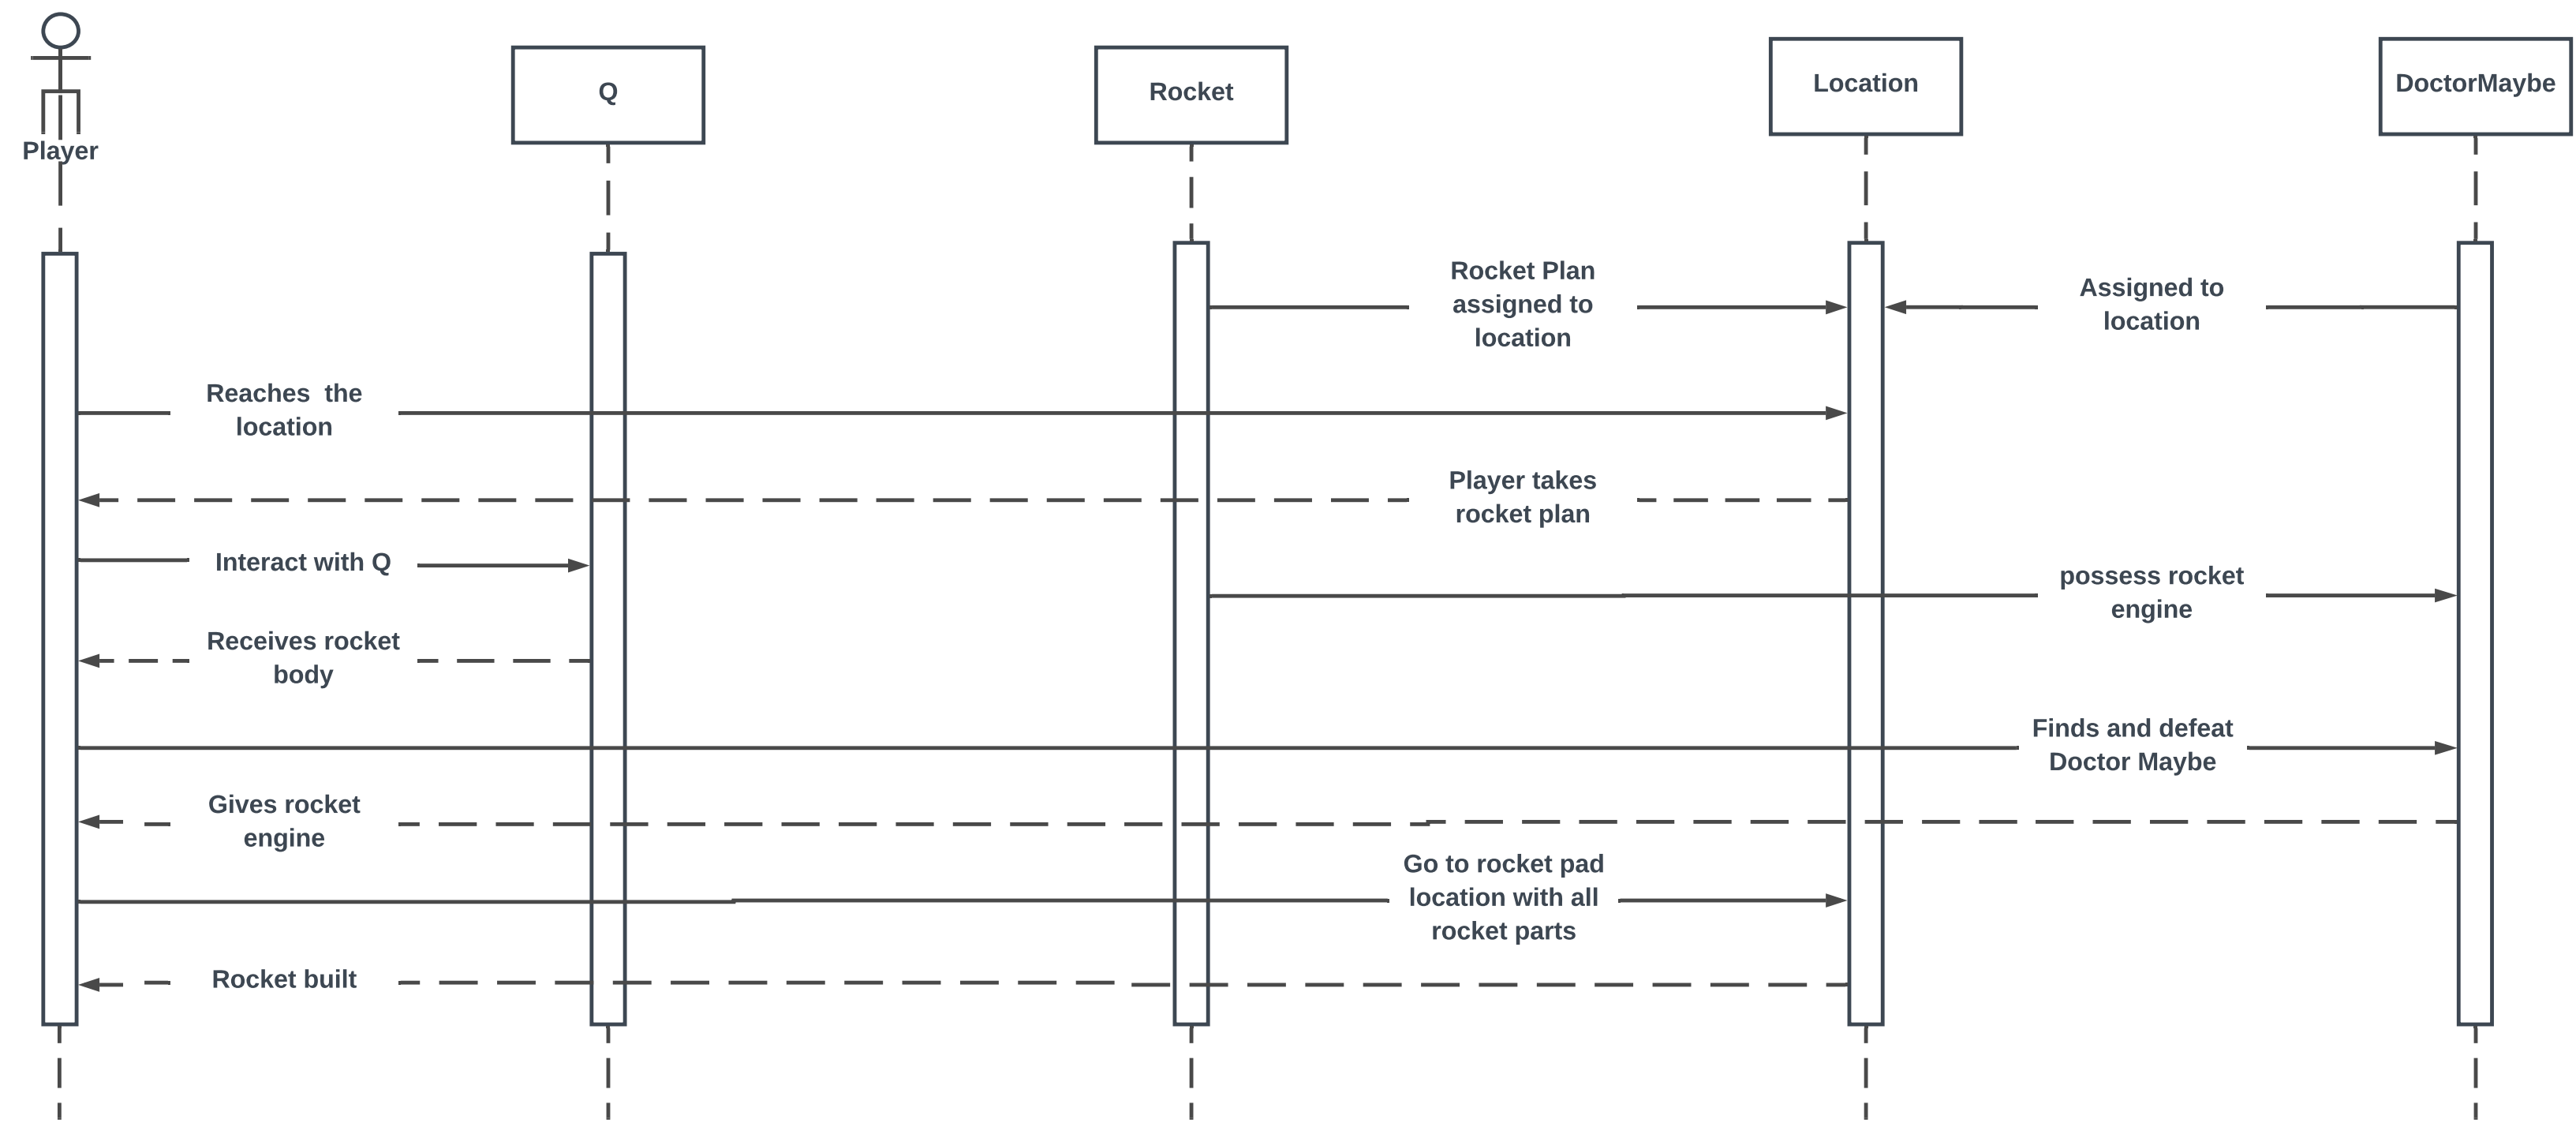 Player
Q
Rocket
Location
DoctorMaybe
Rocket Plan
assigned to
location
Assigned to
location
Reaches  the
location
Player takes
rocket plan
Interact with Q
possess rocket
engine
Receives rocket
body
Finds and defeat
Doctor Maybe
Gives rocket
engine
Go to rocket pad
location with all
rocket parts
Rocket built